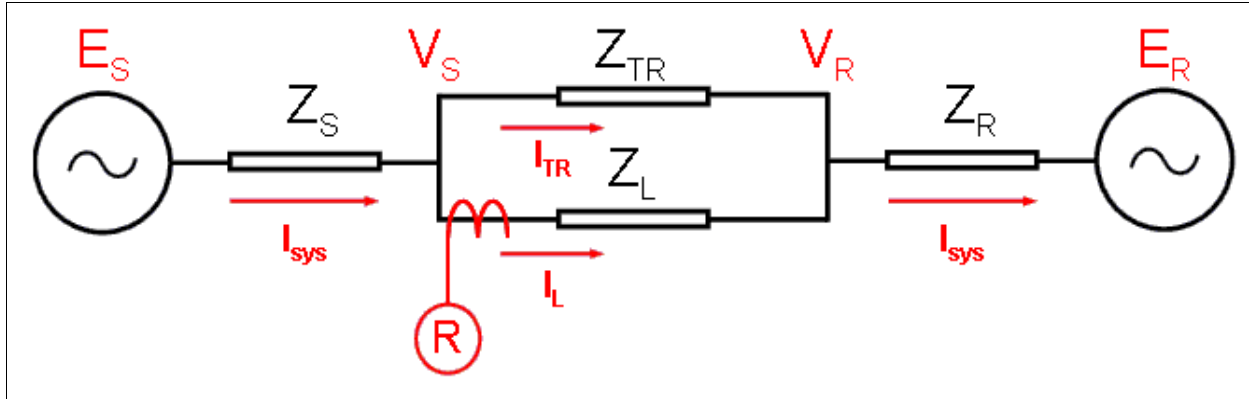 E_S
V_S
Z_TR
V_R
E_R
Z_S
Z_R
I_TR
Z_L
I_sys
I_L
I_sys
R